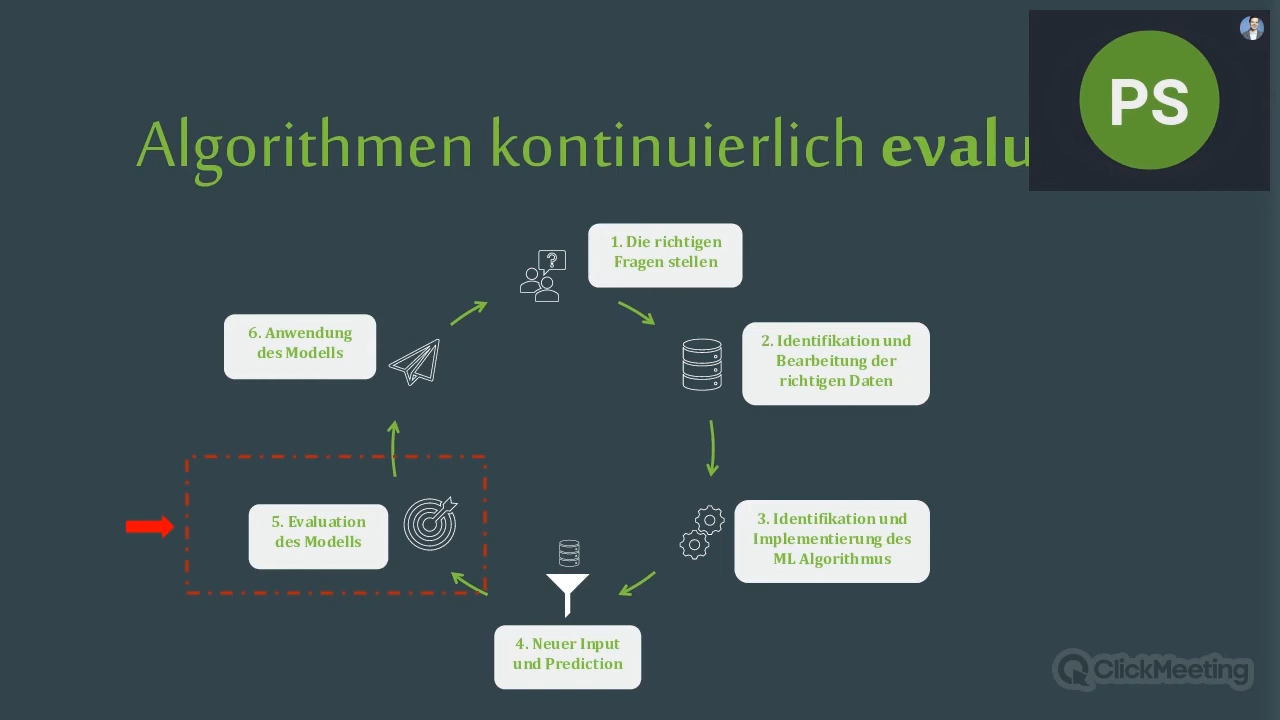 PS
Algorithmen kontinuierlich evalu
1. Die richtigen
Fragen stellen
?
2. Identifikation und
Bearbeitung der
richtigen Daten
3. Identifikation und
Implementierung des
ML Algorithmus
4. Neuer Input
und Prediction
5. Evaluation
des Modells
6. Anwendung
des Modells
ClickMeeting